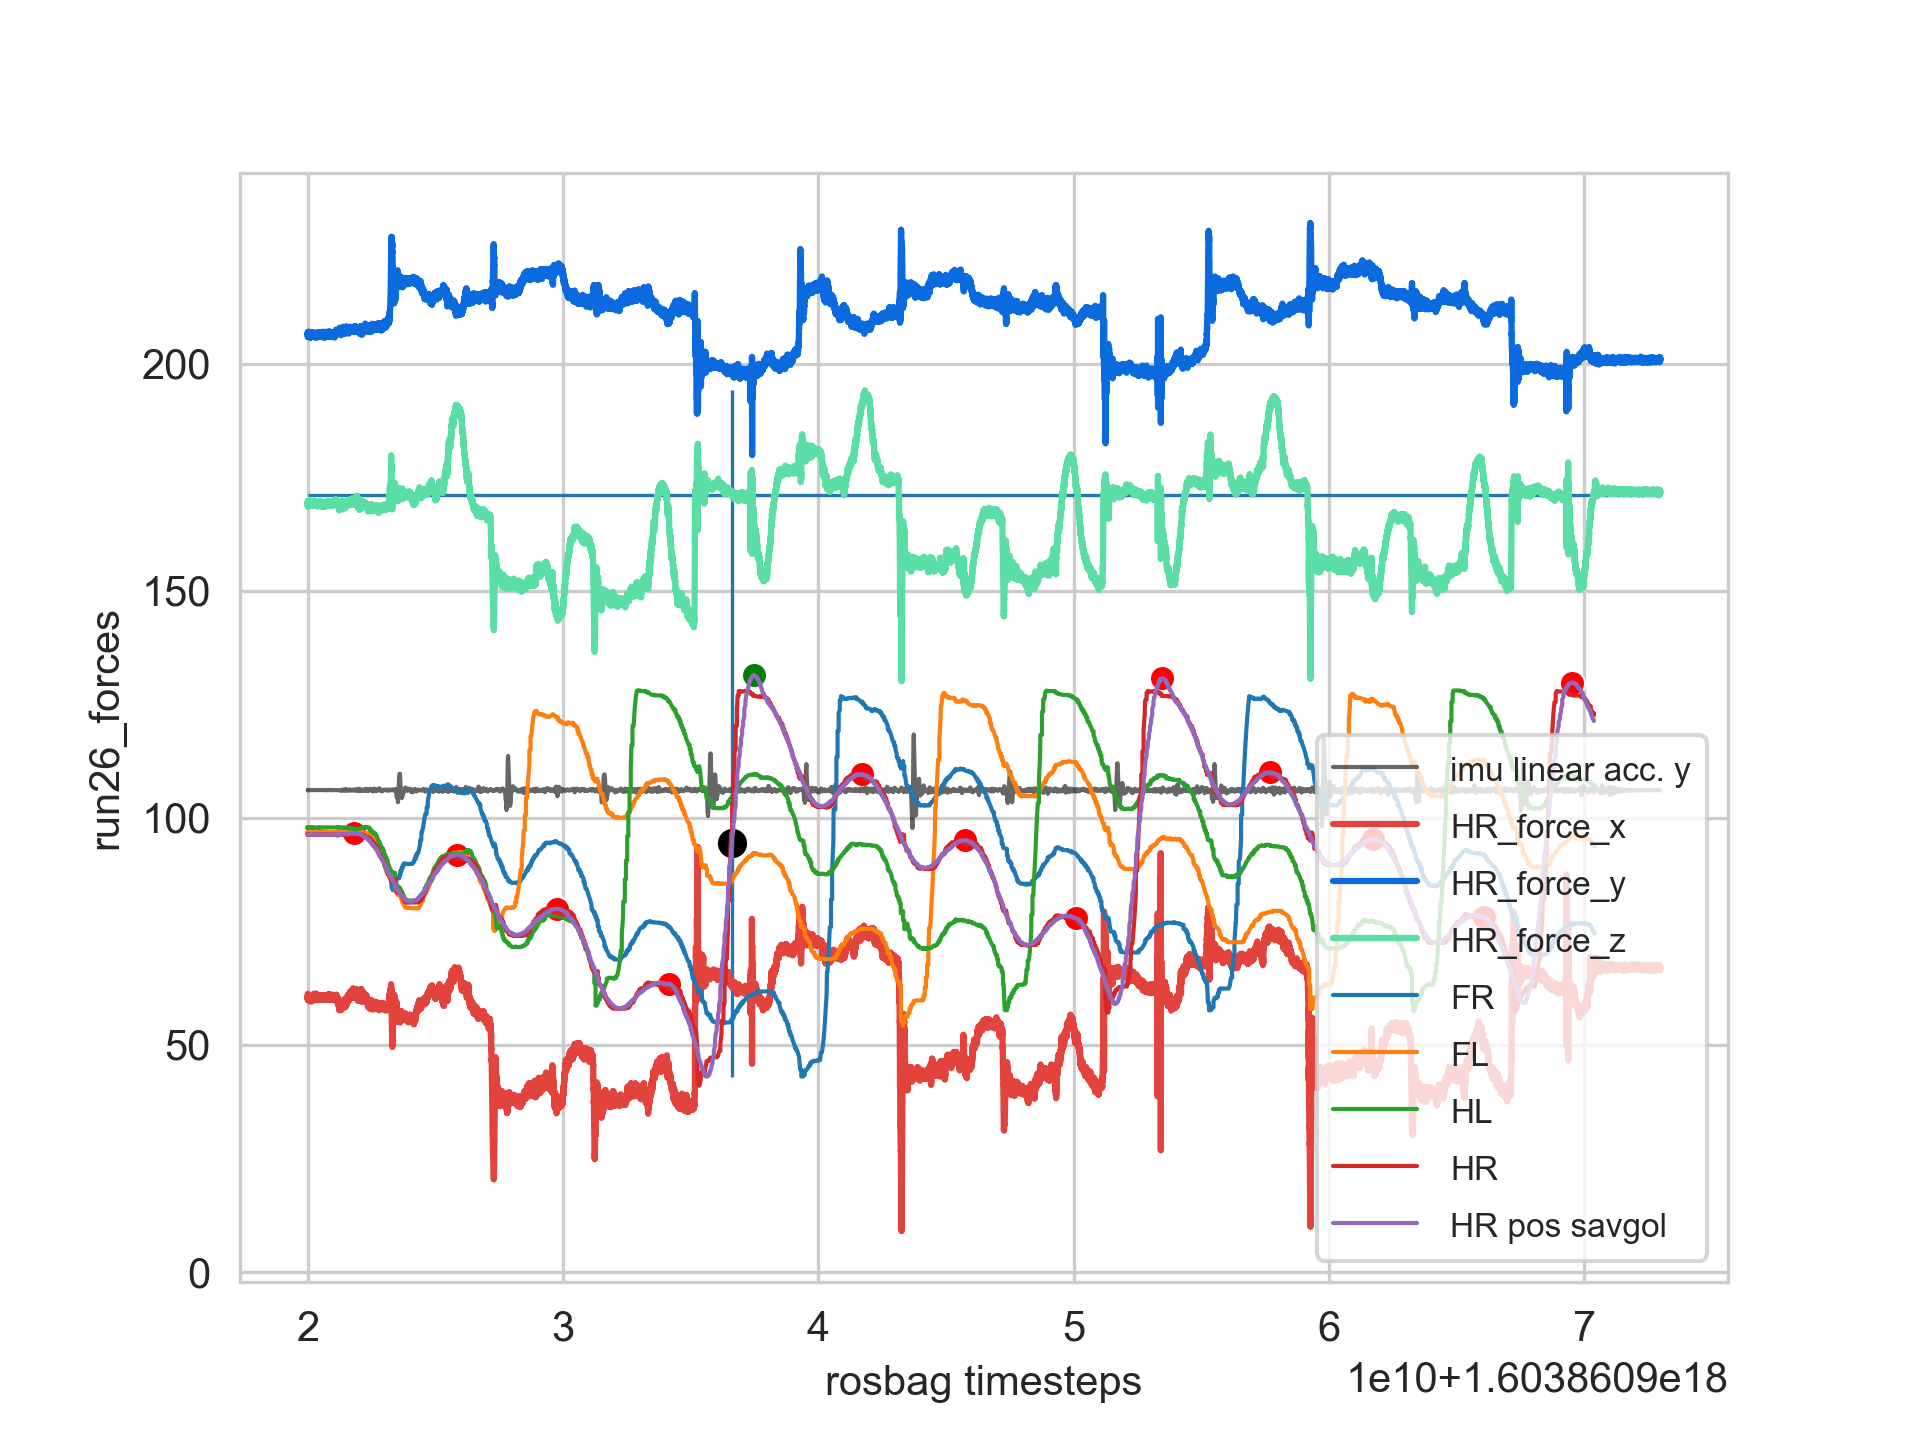 200
150
100
50
0
run26_forces
2 3 4 5 6 7
rosbag timesteps
1e10+1.6038609e18
imu linear acc. y
HR_force_x
HR_force_y
HR_force_z
FR
FL
HL
HR
HR pos savgol